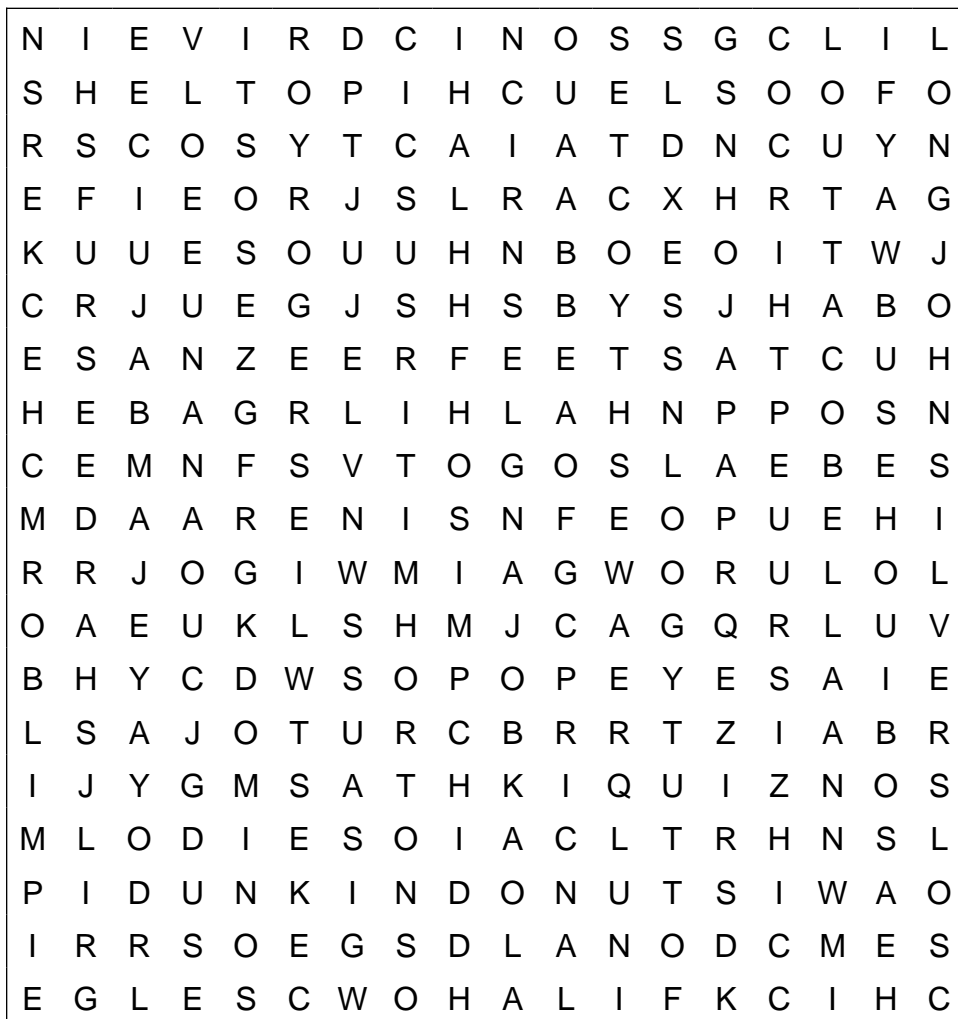 N I E V I R D C I N O S S G C L I L
S H E L T O P I H C U E L S O O F O
R S C O S Y T C A I A T D N C U Y N
E F I E O R J S L R A C X H R T A G
K U U E S O U U H N B O E O I T W J
C R J U E G J S H S B Y S J H A B O
E S A N Z E E R F E E T S A T C U H
H E B A G R L I H L A H N P P O S N
C E M N F S V T O G O S L A E B E S
M D A A R E N I S N F E O P U E H I
R R J O G I W M I A G W O R U L O L
O A E U K L S H M J C A G Q R L U V
B H Y C D W S O P O P E Y E S A I E
L S A J O T U R C B R R T Z I A B R
I J Y G M S A T H K I Q U I Z N O S
M L O D I E S O I A C L T R H N S L
P I D U N K I N D O N U T S I W A O
I R R S O E G S D L A N O D C M E S
E G L E S C W O H A L I F K C I H C